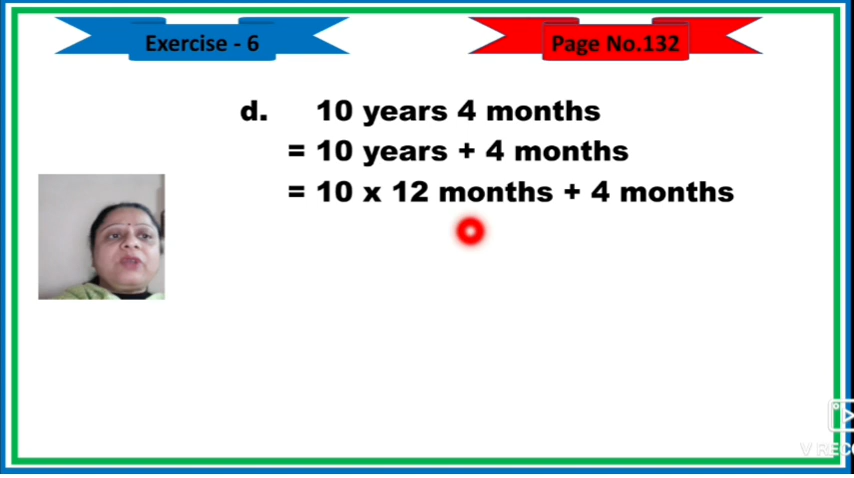 Exercise - 6
Page No.132
d. 10 years 4 months
= 10 years + 4 months
= 10 x 12 months + 4 months